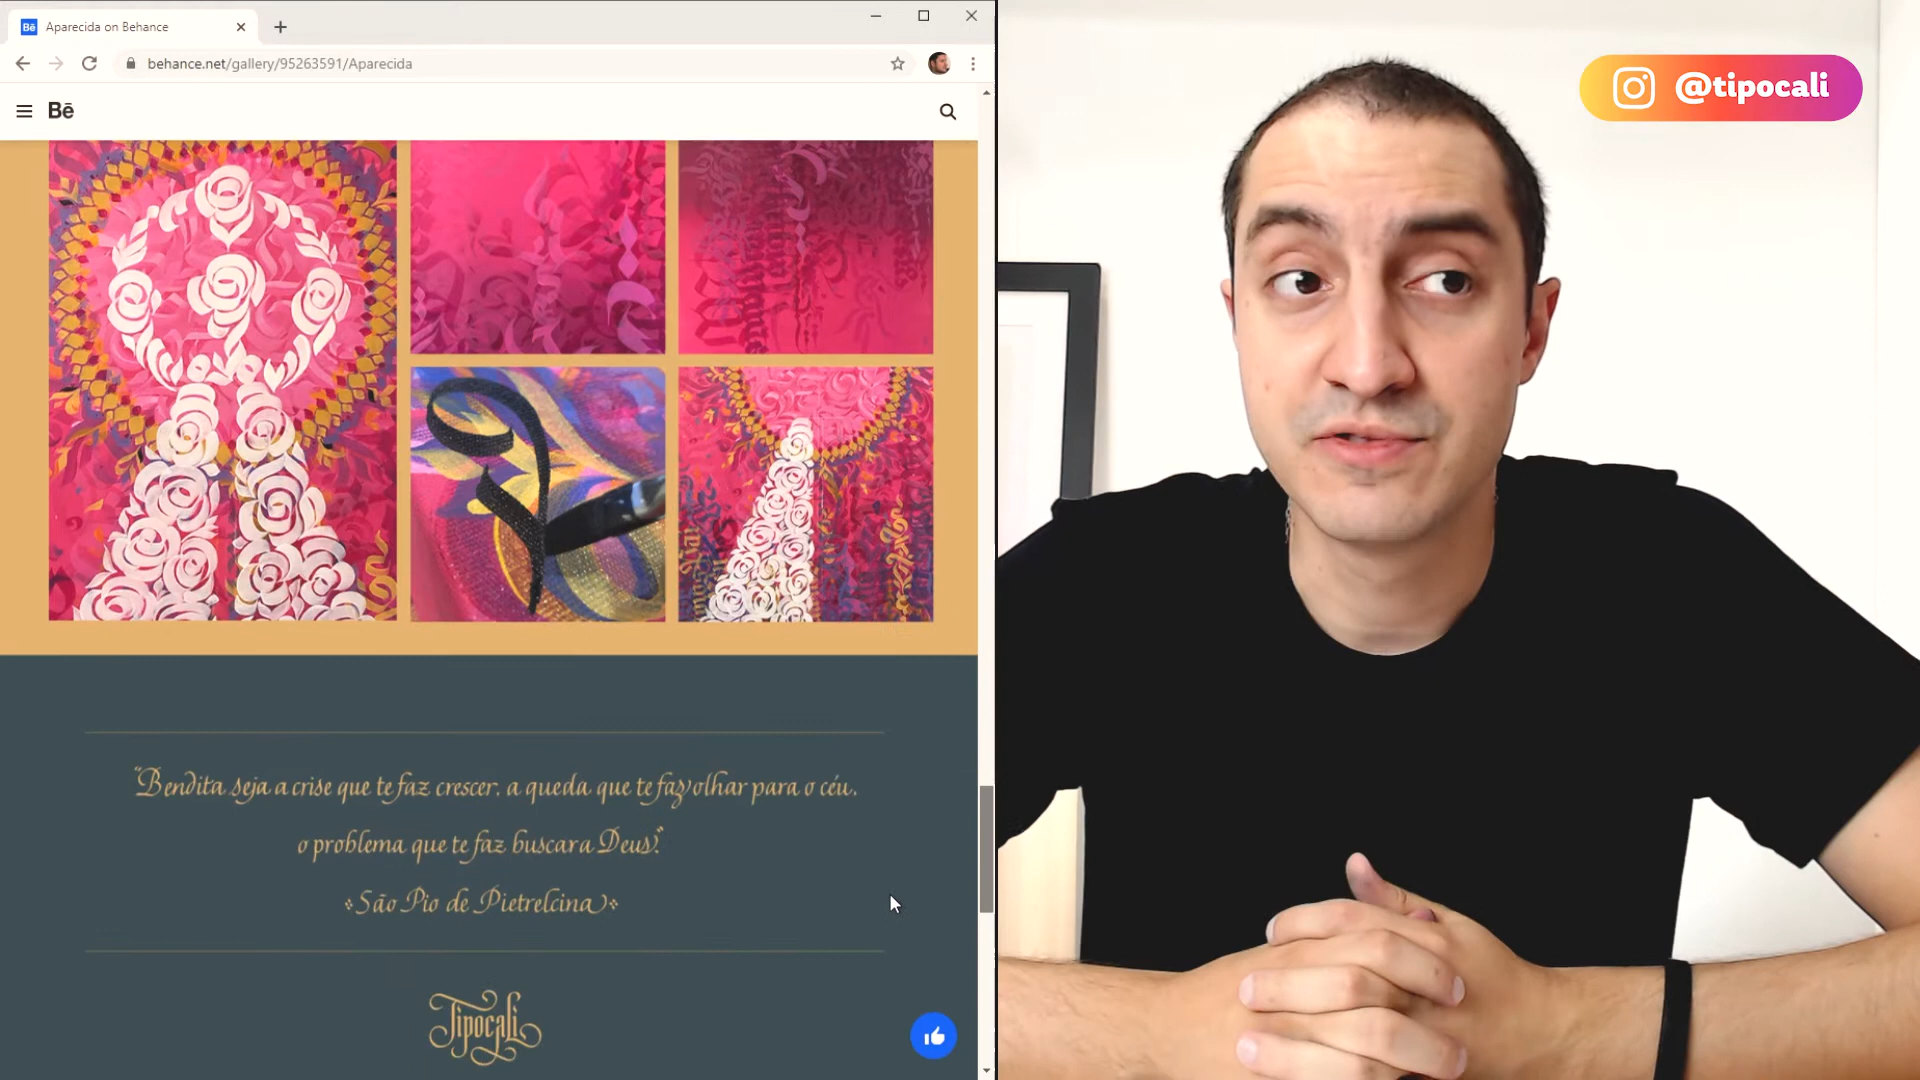 Aparecida on Behance
behance.net/gallery/95263591/Aparecida
Bē
@tipocali
"Bendita seja a crise que te faz crescer, a queda que te faz olhar para o céu,
o problema que te faz buscar a Deus."
São Pio de Pietrelcina
Tipocali